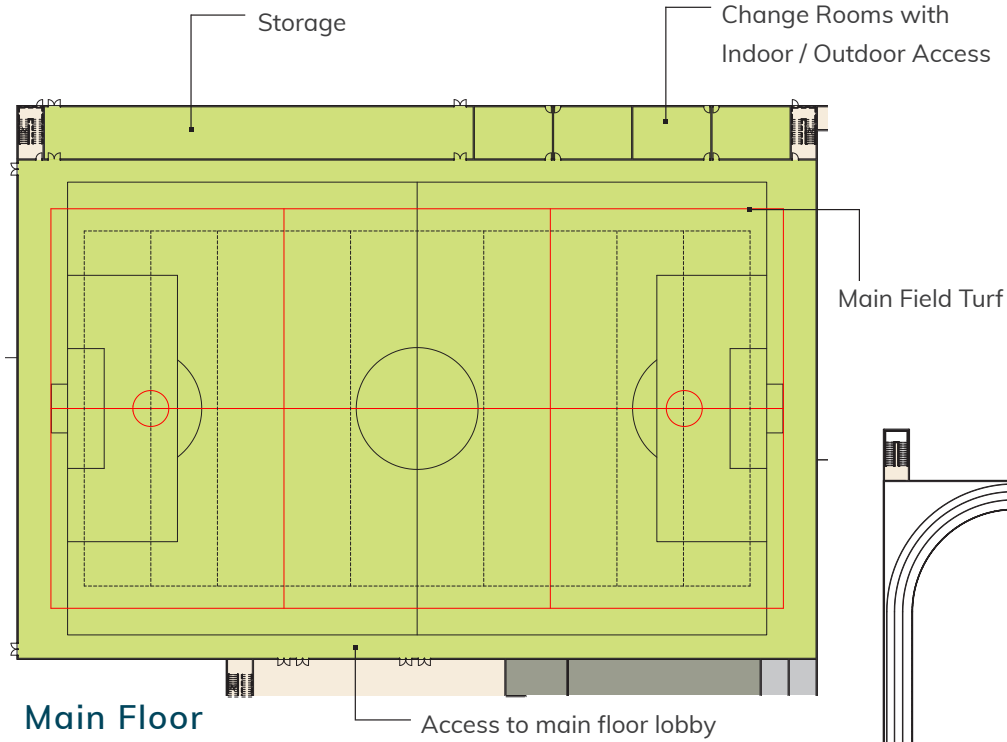 Storage
Change Rooms with
Indoor / Outdoor Access
Main Field Turf
Main Floor
Access to main floor lobby